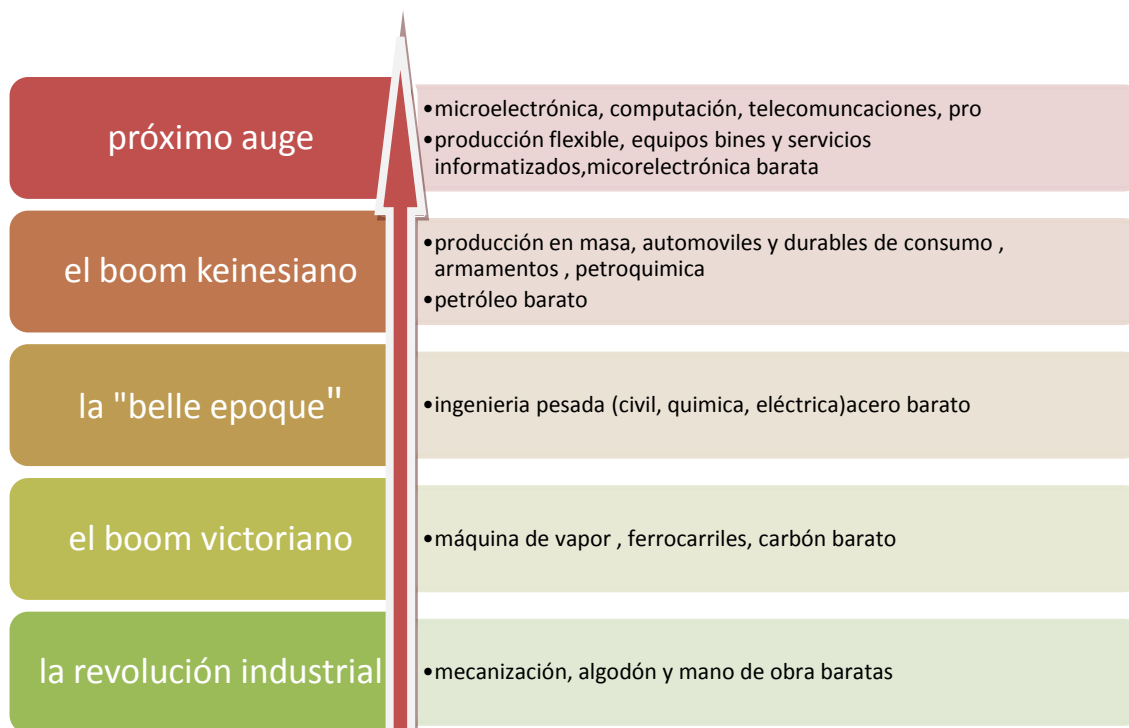 próximo auge
•microelectrónica, computación, telecomuncaciones, pro
•producción flexible, equipos bines y servicios
informatizados,micorelectrónica barata
el boom keinesiano
•producción en masa, automoviles y durables de consumo ,
armamentos , petroquimica
•petróleo barato
la "belle epoque"
•ingenieria pesada (civil, quimica, eléctrica)acero barato
el boom victoriano
•máquina de vapor , ferrocarriles, carbón barato
la revolución industrial
•mecanización, algodón y mano de obra baratas